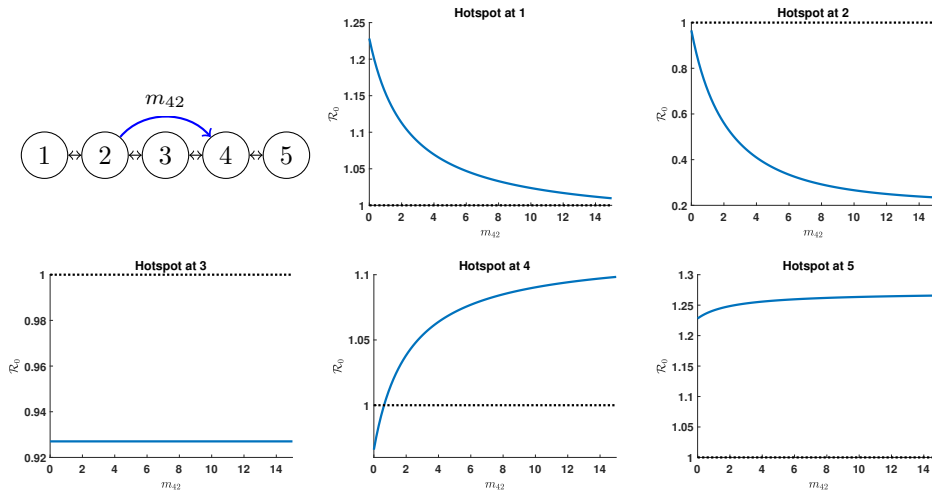 m42
1 2 3 4 5
Hotspot at 1
1.25
1.2
1.15
1.1
1.05
1
R0
0 2 4 6 8 10 12 14
m42
Hotspot at 2
1
0.8
0.6
0.4
0.2
R0
0 2 4 6 8 10 12 14
m42
Hotspot at 3
1
0.98
0.96
0.94
0.92
R0
0 2 4 6 8 10 12 14
m42
Hotspot at 4
1.1
1.05
1
R0
0 2 4 6 8 10 12 14
m42
Hotspot at 5
1.3
1.25
1.2
1.15
1.1
1.05
1
R0
0 2 4 6 8 10 12 14
m42